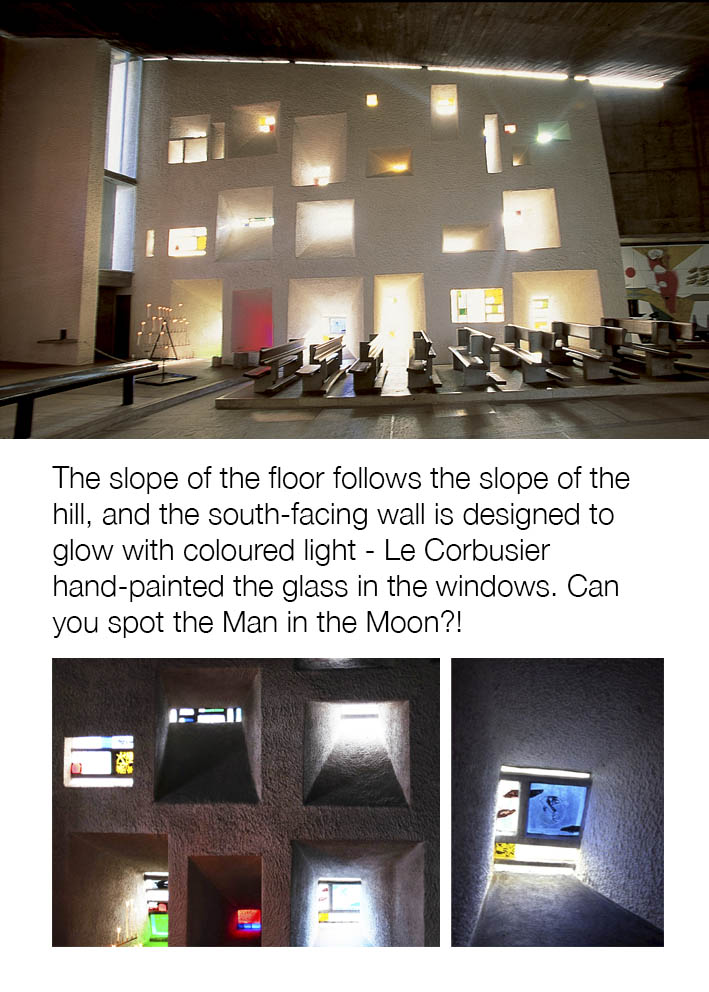 The slope of the floor follows the slope of the
hill, and the south-facing wall is designed to
glow with coloured light - Le Corbusier
hand-painted the glass in the windows. Can
you spot the Man in the Moon?!